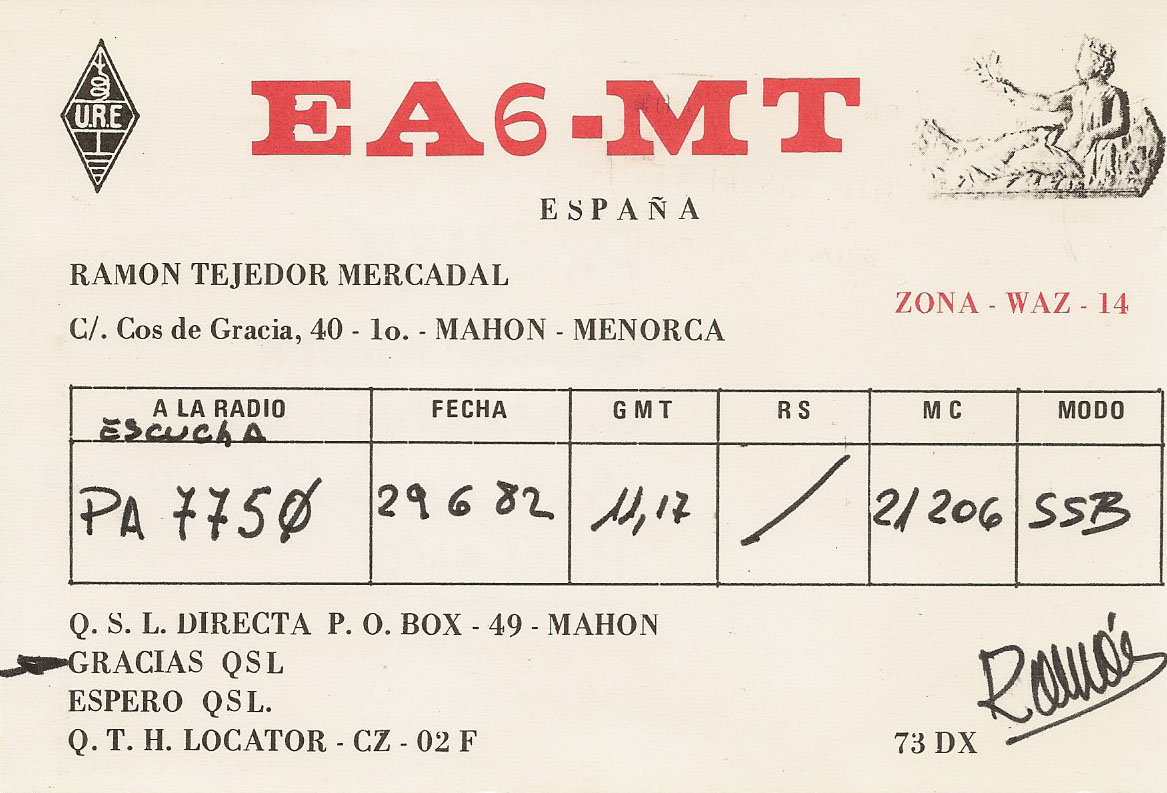 U.R.E
EA6-MT
ESPAÑA
RAMON TEJEDOR MERCADAL
C/. Cos de Gracia, 40 - 1o. - MAHON - MENORCA
ZONA - WAZ - 14
A LA RADIO FECHA GMT RS MC MODO
ESCUCHA
PA 775Ø 29 6 82 11,17 / 21206 SSB
Q. S. L. DIRECTA P. O. BOX - 49 - MAHON
GRACIAS QSL
ESPERO QSL.
Q. T. H. LOCATOR - CZ - 02 F
73 DX
Ramón